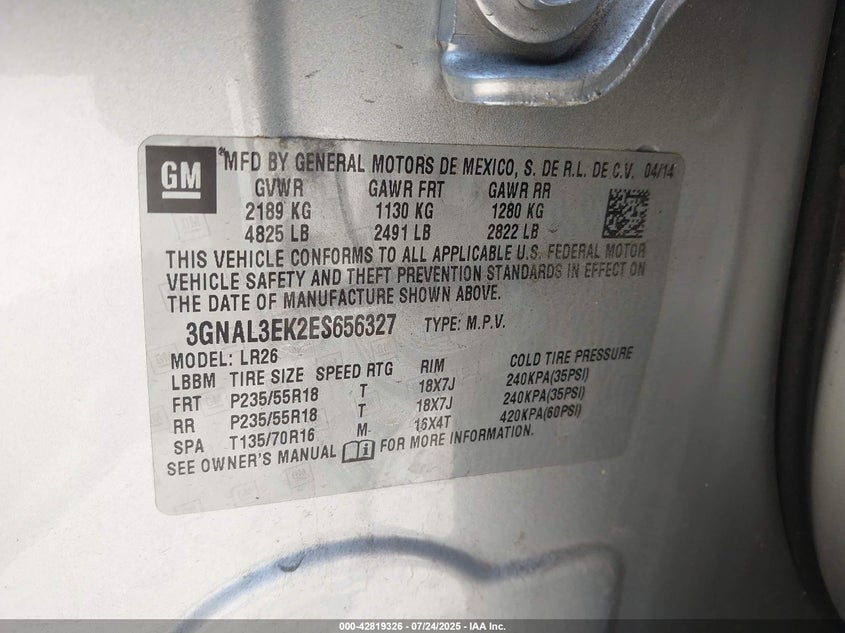 GM
MFD BY GENERAL MOTORS DE MEXICO, S. DE R.L. DE C.V. 04/14
GVWR GAWR FRT GAWR RR
2189 KG 1130 KG 1280 KG
4825 LB 2491 LB 2822 LB
THIS VEHICLE CONFORMS TO ALL APPLICABLE U.S. FEDERAL MOTOR
VEHICLE SAFETY AND THEFT PREVENTION STANDARDS IN EFFECT ON
THE DATE OF MANUFACTURE SHOWN ABOVE.
3GNAL3EK2ES656327 TYPE: M.P.V.
MODEL: LR26
LBBM TIRE SIZE SPEED RTG RIM COLD TIRE PRESSURE
FRT P235/55R18 T 18X7J 240KPA(35PSI)
RR P235/55R18 T 18X7J 240KPA(35PSI)
SPA T135/70R16 M 16X4T 420KPA(60PSI)
SEE OWNER'S MANUAL FOR MORE INFORMATION.
000-42819326 - 07/24/2025 - IAA Inc.